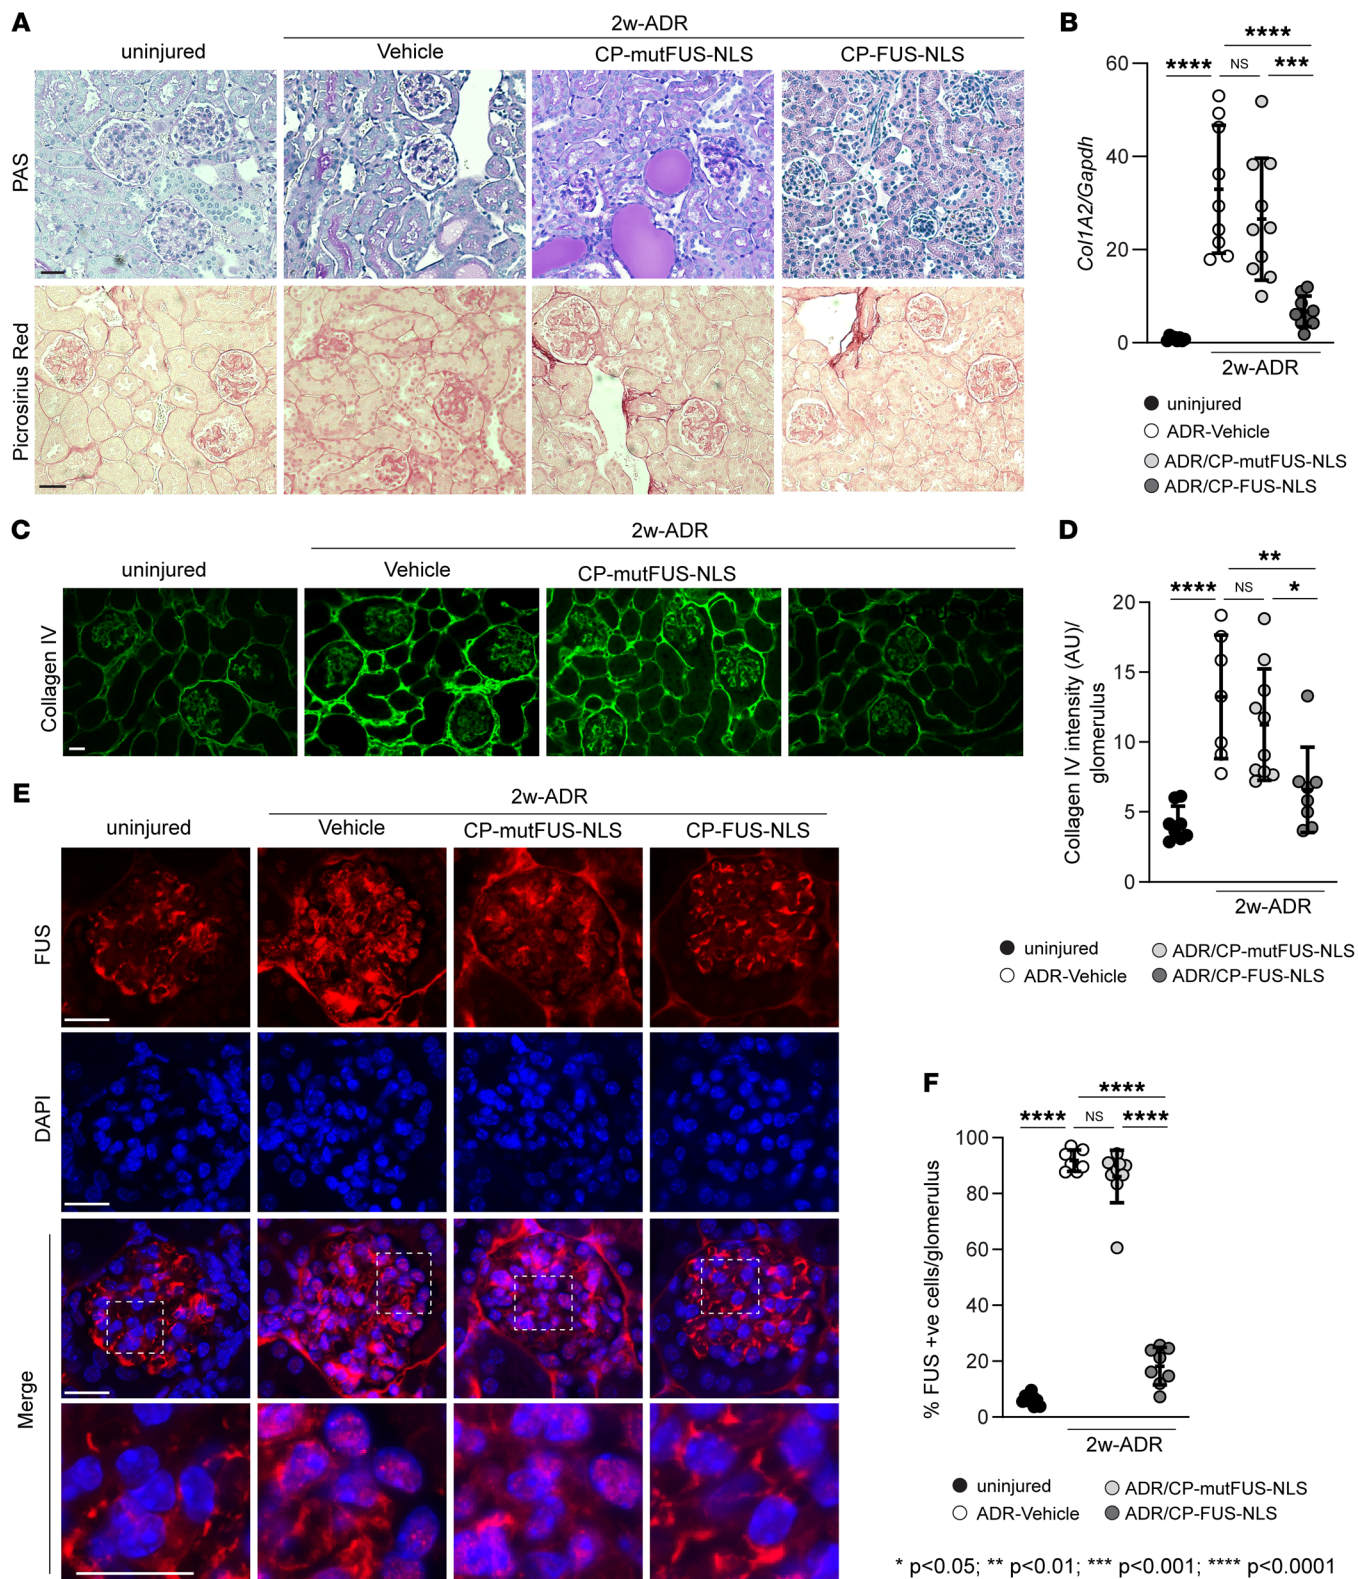 A
2w-ADR
uninjured
Vehicle
CP-mutFUS-NLS
CP-FUS-NLS
PAS
Picrosirius Red
B
****
**** NS ***
Col1A2/Gapdh
60
40
20
0
2w-ADR
uninjured
ADR-Vehicle
ADR/CP-mutFUS-NLS
ADR/CP-FUS-NLS
C
2w-ADR
uninjured
Vehicle
CP-mutFUS-NLS
Collagen IV
D
**
**** NS *
Collagen IV intensity (AU)/
glomerulus
20
15
10
5
0
2w-ADR
uninjured
ADR-Vehicle
ADR/CP-mutFUS-NLS
ADR/CP-FUS-NLS
E
2w-ADR
uninjured
Vehicle
CP-mutFUS-NLS
CP-FUS-NLS
FUS
DAPI
Merge
F
****
**** NS ****
% FUS +ve cells/glomerulus
100
80
60
40
20
0
2w-ADR
uninjured
ADR-Vehicle
ADR/CP-mutFUS-NLS
ADR/CP-FUS-NLS
* p<0.05; ** p<0.01; *** p<0.001; **** p<0.0001